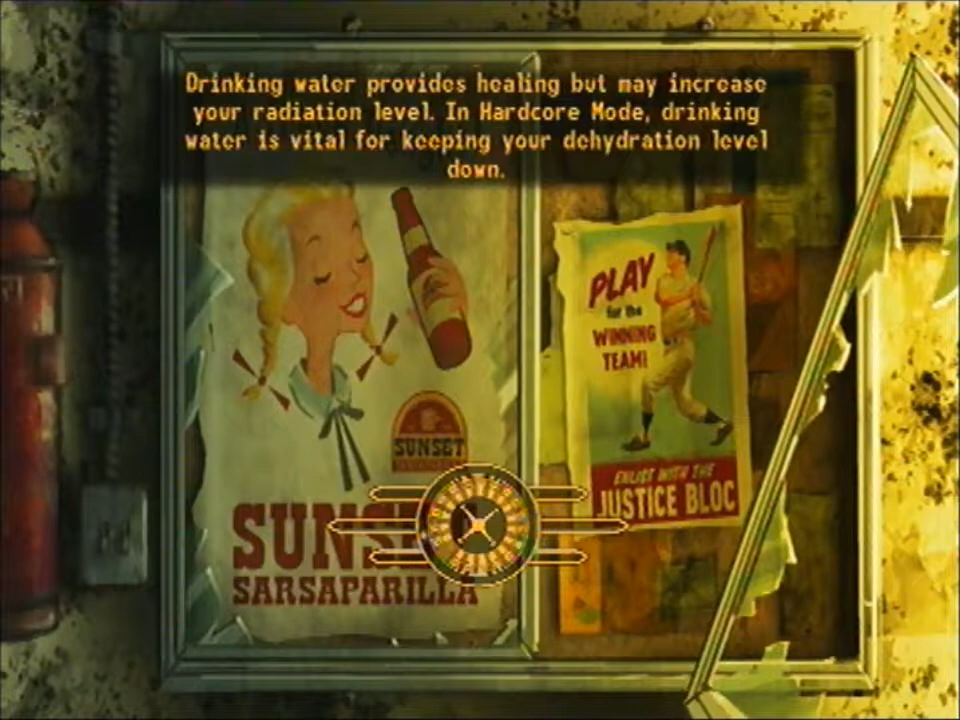 Drinking water provides healing but may increase
your radiation level. In Hardcore Mode, drinking
water is vital for keeping your dehydration level
down.
PLAY
for the
WINNING
TEAM!
SUNSET
ENLIST WITH THE
JUSTICE BLOC
SARSAPARILLA